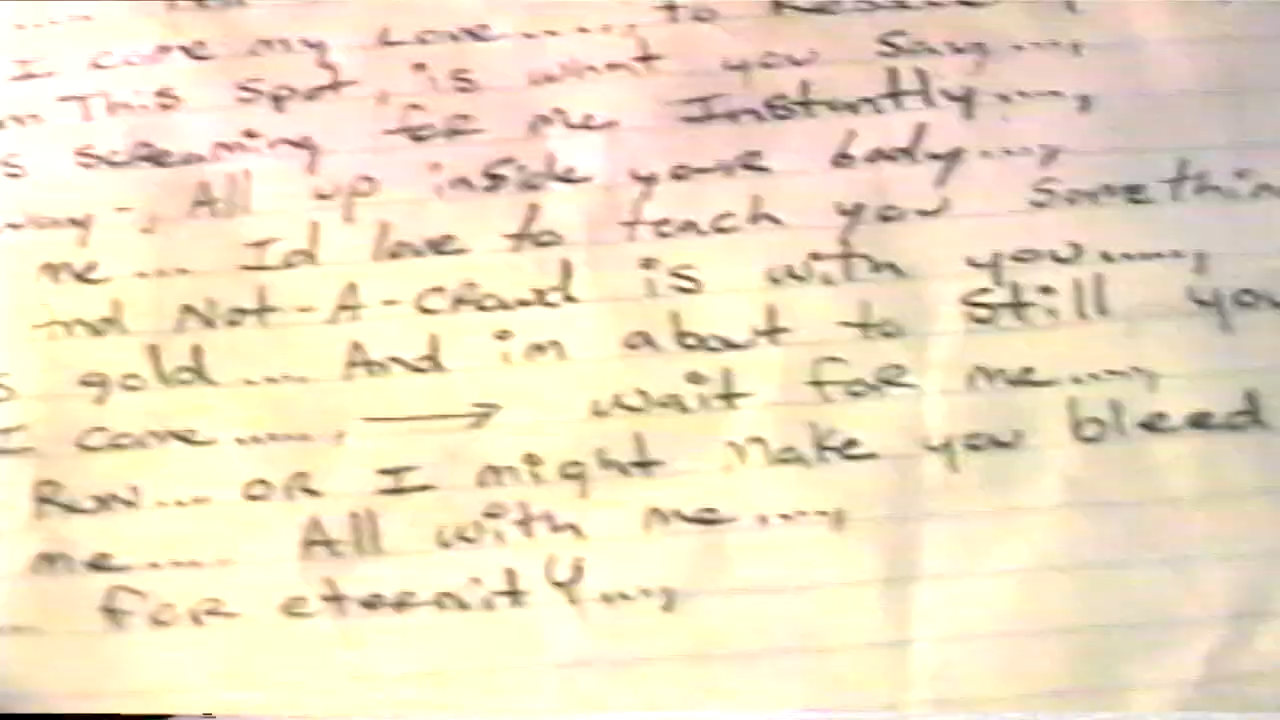 .... to
I come my Love......, 
This Spot, is what you Say....,
s screaming for me Instantly....,
way-, All up inside your body....,
me.... Id love to teach you Somethin
nd Not-A-Crowd is with you.....,
s gold.... And im about to Still you
I come....., → wait for me....,
Run... OR I might Make you bleed
me.... All with me....,
for eternity...,